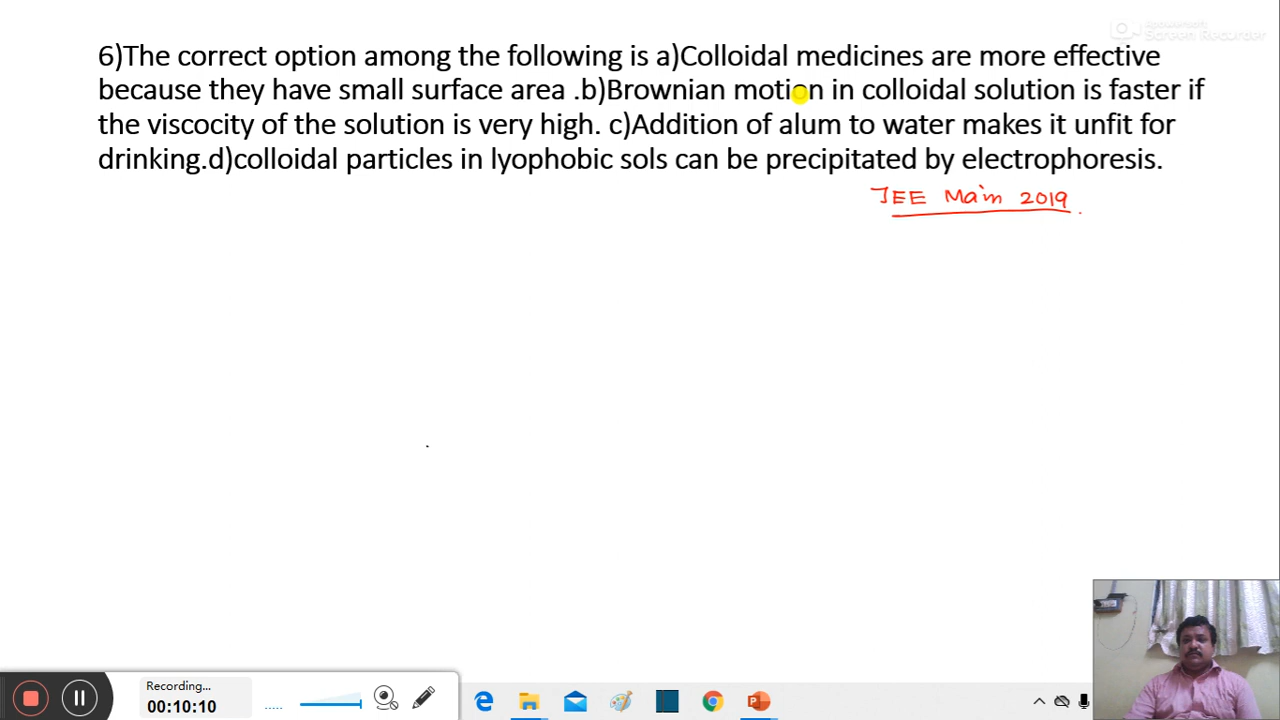 Apowersoft
Screen Recorder
6)The correct option among the following is a)Colloidal medicines are more effective
because they have small surface area .b)Brownian motion in colloidal solution is faster if
the viscocity of the solution is very high. c)Addition of alum to water makes it unfit for
drinking.d)colloidal particles in lyophobic sols can be precipitated by electrophoresis.
JEE Main 2019
Recording...
00:10:10